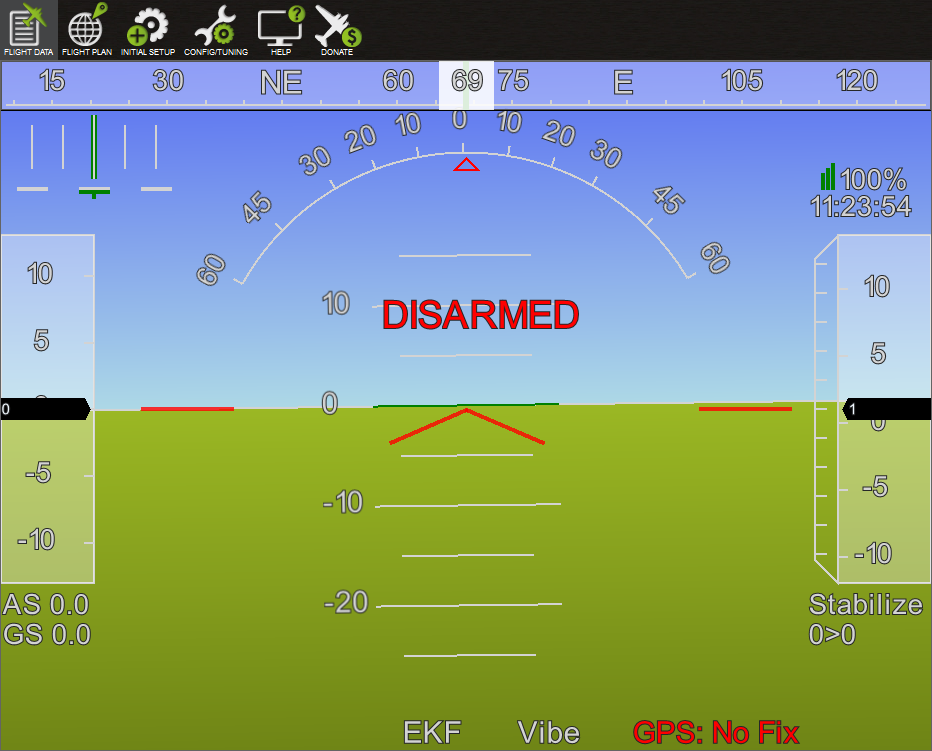 FLIGHT DATA FLIGHT PLAN INITIAL SETUP CONFIG/TUNING HELP DONATE
15 30 NE 60 69 75 E 105 120
60 45 30 20 10 0 10 20 30 45 60
100%
11:23:54
10
5
0
-5
-10
10
DISARMED
0
-10
-20
10
5
1
0
-5
-10
AS 0.0
GS 0.0
Stabilize
0>0
EKF Vibe GPS: No Fix